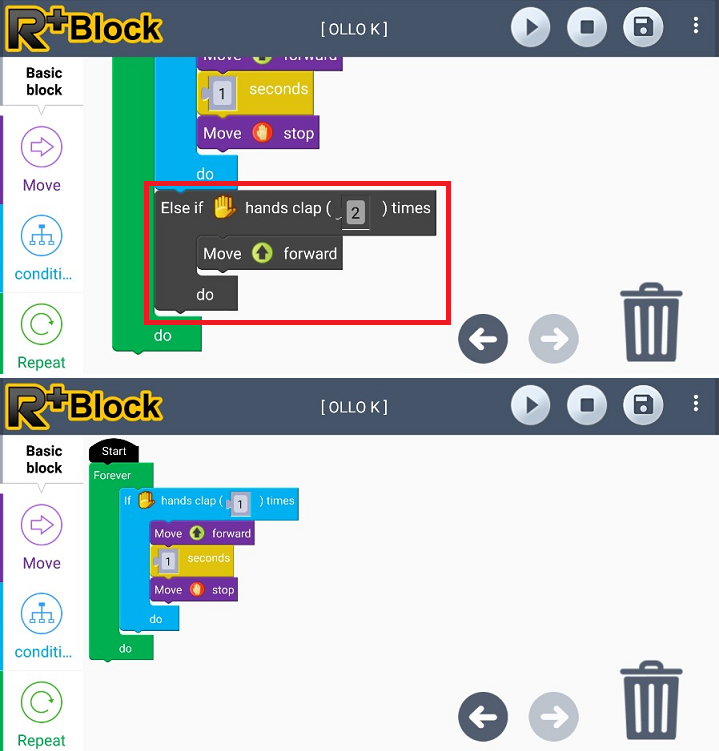 R+Block
[ OLLO K ]
Basic
block
Move
conditi...
Repeat
Move forward
1 seconds
Move stop
do
Else if hands clap ( 2 ) times
Move forward
do
do
R+Block
[ OLLO K ]
Basic
block
Move
conditi...
Repeat
Start
Forever
If hands clap ( 1 ) times
Move forward
1 seconds
Move stop
do
do